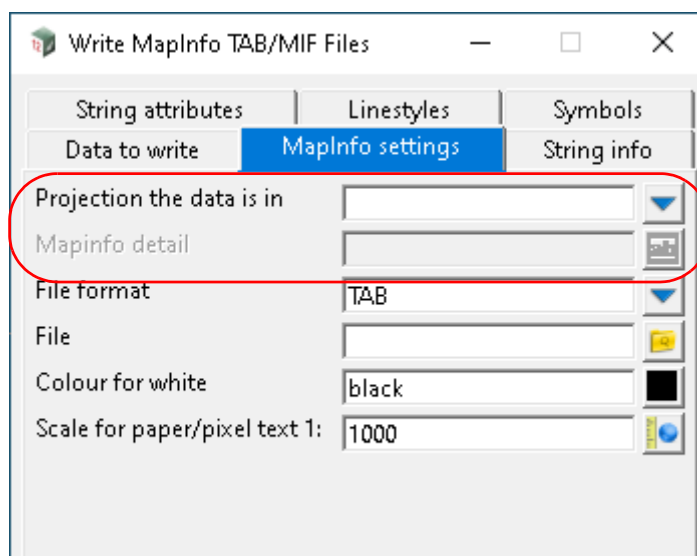 Write MapInfo TAB/MIF Files
String attributes Linestyles Symbols
Data to write MapInfo settings String info
Projection the data is in
Mapinfo detail
File format TAB
File
Colour for white black
Scale for paper/pixel text 1: 1000